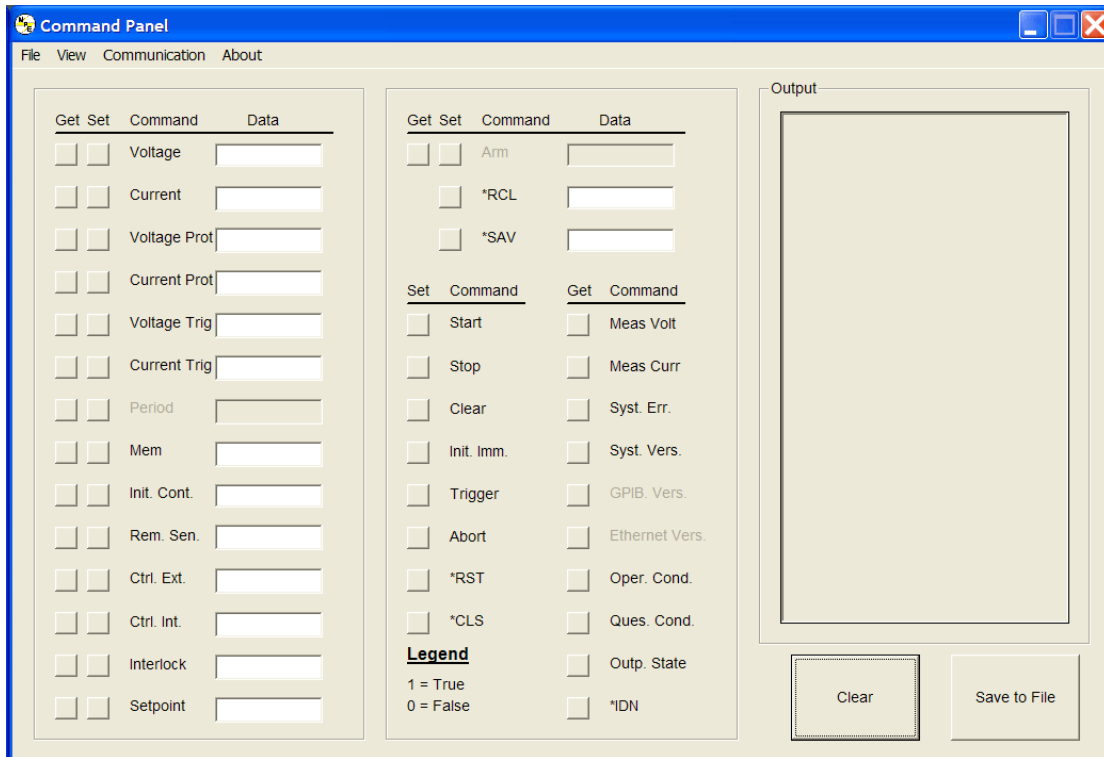 Command Panel
File View Communication About
Get Set Command Data
Voltage
Current
Voltage Prot
Current Prot
Voltage Trig
Current Trig
Period
Mem
Init. Cont.
Rem. Sen.
Ctrl. Ext.
Ctrl. Int.
Interlock
Setpoint
Get Set Command Data
Arm
*RCL
*SAV
Set Command
Start
Stop
Clear
Init. Imm.
Trigger
Abort
*RST
*CLS
Legend
1 = True
0 = False
Get Command
Meas Volt
Meas Curr
Syst. Err.
Syst. Vers.
GPIB. Vers.
Ethernet Vers.
Oper. Cond.
Ques. Cond.
Outp. State
*IDN
Output
Clear
Save to File